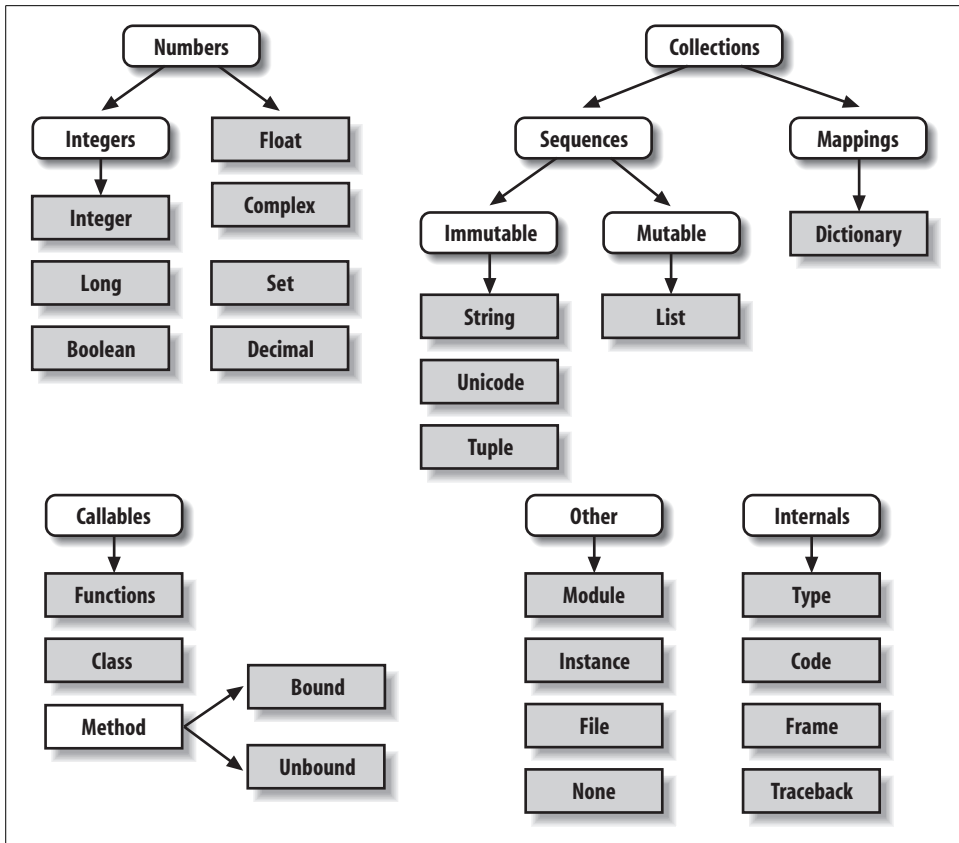 Numbers
Collections
Integers
Float
Sequences
Mappings
Integer
Complex
Immutable
Mutable
Dictionary
Long
Set
String
List
Boolean
Decimal
Unicode
Tuple
Callables
Other
Internals
Functions
Module
Type
Class
Instance
Code
Bound
Method
File
Frame
Unbound
None
Traceback